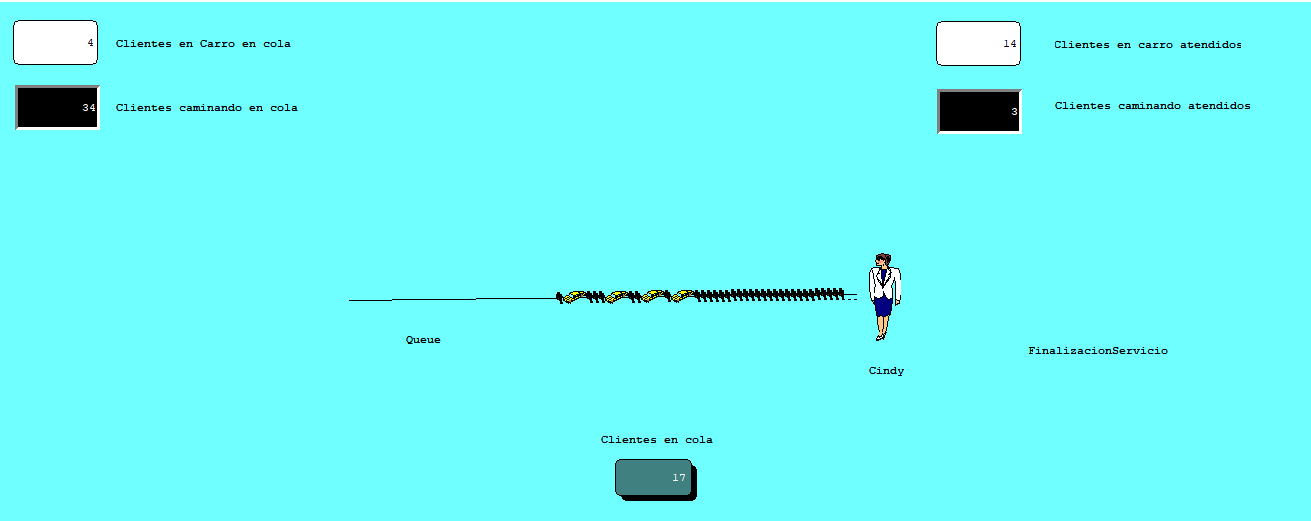 4 Clientes en Carro en cola
14 Clientes en carro atendidos
34 Clientes caminando en cola
3 Clientes caminando atendidos
Queue
FinalizacionServicio
Cindy
Clientes en cola
17